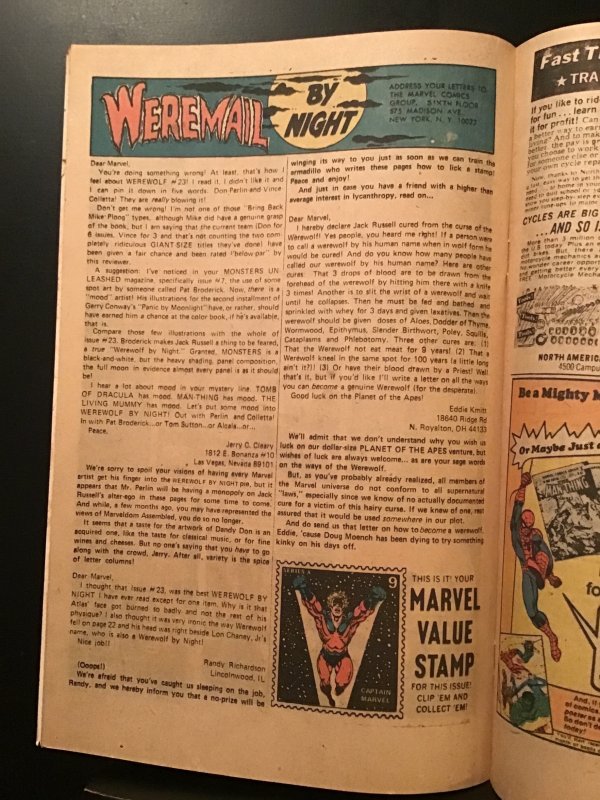 WEREMAIL
BY
NIGHT
ADDRESS YOUR LETTERS TO:
THE MARVEL COMICS
GROUP, SIXTH FLOOR
575 MADISON AVE.
NEW YORK, N. Y. 10022
Dear Marvel,
You're doing something wrong! At least, that's how I
feel about WEREWOLF #23! I read it. I didn't like it and
I can pin it down in five words. Don Perlin and Vince
Colletta! They are really blowing it!
Don't get me wrong! I'm not one of those "Bring Back
Mike Ploog" types, although Mike did have a genuine grasp
of the book, but I am saying that the current team (Don for
6 issues, Vince for 3 and that's not counting the two com-
pletely ridiculous GIANT-SIZE titles they've done) have
been given a fair chance and been rated "below par" by
this reviewer.
A suggestion: I've noticed in your MONSTERS UN-
LEASHED magazine, specifically issue #7, the use of some
spot art by someone called Pat Broderick. Now, there is a
"mood" artist! His illustrations for the second installment of
Gerry Conway's "Panic by Moonlight" have, or rather, should
have earned him a chance at the color book, if he's available,
that is.
Compare those few illustrations with the whole of
issue #23. Broderick makes Jack Russell a thing to be feared,
a true "Werewolf by Night." Granted, MONSTERS is a
black-and-white, but the heavy shading, panel composition,
the full moon in evidence almost every panel is as it should
be!
I hear a lot about mood in your mystery line. TOMB
OF DRACULA has mood. MAN-THING has mood. THE
LIVING MUMMY has mood. Let's put some mood into
WEREWOLF BY NIGHT! Out with Perlin and Colletta!
In with Pat Broderick...or Tom Sutton...or Alcala...or...
Peace.
Jerry C. Cleary
1812 E. Bonanza #10
Las Vegas, Nevada 89101
We're sorry to spoil your visions of having every Marvel
artist get his finger into the WEREWOLF BY NIGHT pie, but it
appears that Mr. Perlin will be having a monopoly on Jack
Russell's alter-ego in these pages for some time to come.
And while, a few months ago, you may have represented the
views of Marveldom Assembled, you do so no longer.
It seems that a taste for the artwork of Dandy Don is an
acquired one, like the taste for classical music, or for fine
wines and cheeses. But no one's saying that you have to go
along with the crowd, Jerry. After all, variety is the spice
of letter columns!
Dear Marvel,
I thought that issue #23, was the best WEREWOLF BY
NIGHT I have ever read except for one item. Why is it that
Atlas' face got burned so badly and not the rest of his
physique? I also thought it was very ironic the way Werewolf
fell on page 22 and his head was right beside Lon Chaney, Jr's
name, who is also a Werewolf by Night!
Nice job!!
Randy Richardson
Lincolnwood, IL
(Ooops!)
We're afraid that you've caught us sleeping on the job,
Randy, and we hereby inform you that a no-prize will be
winging its way to you just as soon as we can train the
armadillo who writes these pages how to lick a stamp!
Peace and enjoy!
And just in case you have a friend with a higher than
average interest in lycanthropy, read on...
Dear Marvel,
I hereby declare Jack Russell cured from the curse of the
Werewolf! Yes people, you heard me right! If a person were
to call a werewolf by his human name when in wolf form he
would be cured! And do you know how many people have
called our werewolf by his human name? Here are other
cures: That 3 drops of blood are to be drawn from the
forehead of the werewolf by hitting him there with a knife
3 times! Another is to slit the wrist of a werewolf and wait
until he collapses. Then he must be fed and bathed and
sprinkled with whey for 3 days and given laxatives. Then the
werewolf should be given doses of Aloes, Dodder of Thyme,
Wormwood, Epithymus, Slender Birthwort, Poley, Squills,
Cataplasms and Phlebotomy. Three other cures are: (1)
That the Werewolf not eat meat for 9 years! (2) That a
Werewolf kneel in the same spot for 100 years (a little long
ain't it?)! (3) Or have their blood drawn by a Priest! Well
that's it, but if you'd like I'll write a letter on all the ways
you can become a genuine Werewolf (for the desperate).
Good luck on the Planet of the Apes!
Eddie Kmitt
18640 Ridge Rd
N. Royalton, OH 44133
We'll admit that we don't understand why you wish us
luck on our dollar-size PLANET OF THE APES venture, but
wishes of luck are always welcome... as are your sage words
on the ways of the Werewolf.
But, as you've probably already realized, all members of
the Marvel universe do not conform to all supernatural
"laws," especially since we know of no actually documented
cure for a victim of this hairy curse. If we knew of one, rest
assured that it would be used somewhere in our plot.
And do send us that letter on how to become a werewolf,
Eddie, 'cause Doug Moench has been dying to try something
kinky on his days off.
SERIES A
9
CAPTAIN
MARVEL
THIS IS IT! YOUR
MARVEL
VALUE
STAMP
FOR THIS ISSUE!
CLIP 'EM AND
COLLECT 'EM!
Fast T
★ TRA
If you like to rid
for fun... learn
it for profit! Can
CYCLES ARE BIG
...AND SO I
NORTH AMERICA
4500 Campu
Be a Mighty M
Or Maybe Just
And, if
of comics,
poster as
So don't d
today!